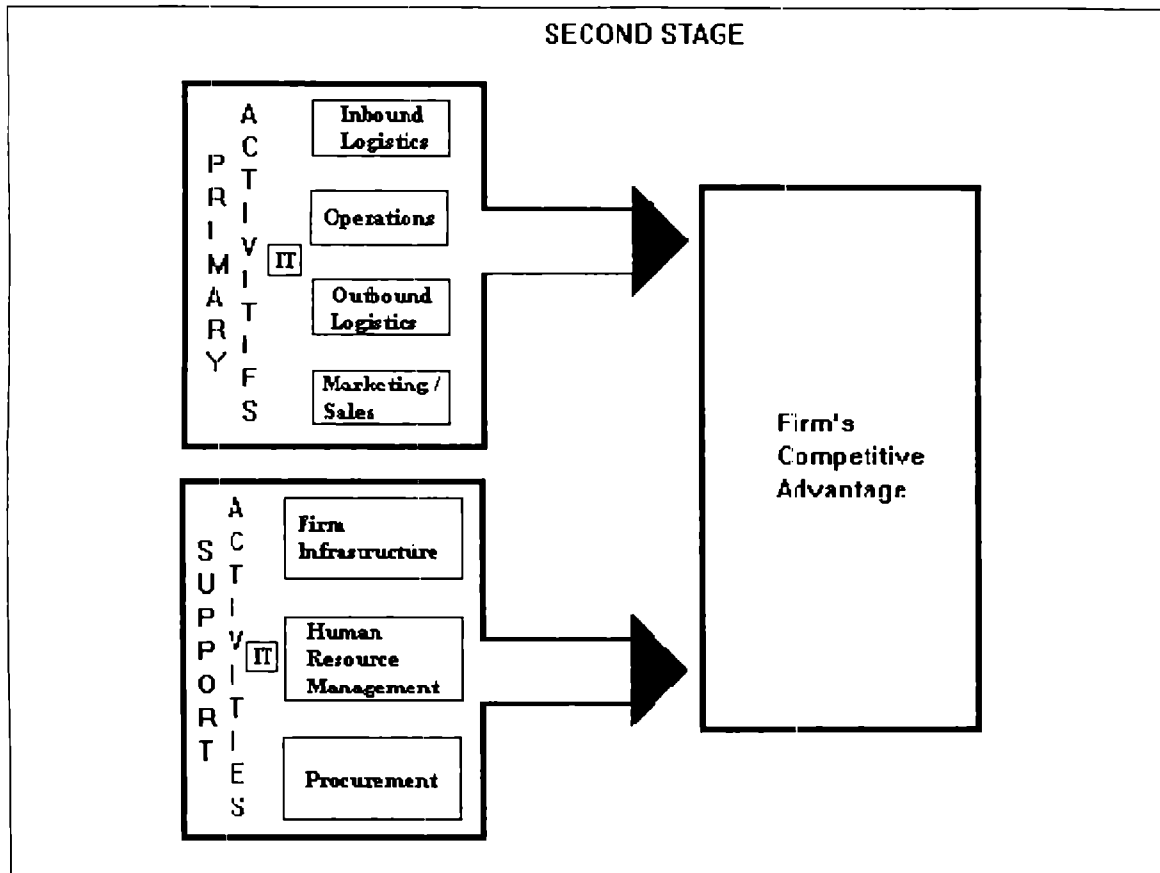 SECOND STAGE
PRIMARY
ACTIVITIES
IT
Inbound
Logistics
Operations
Outbound
Logistics
Marketing /
Sales
Firm's
Competitive
Advantage
SUPPORT
ACTIVITIES
IT
Firm
Infrastructure
Human
Resource
Management
Procurement